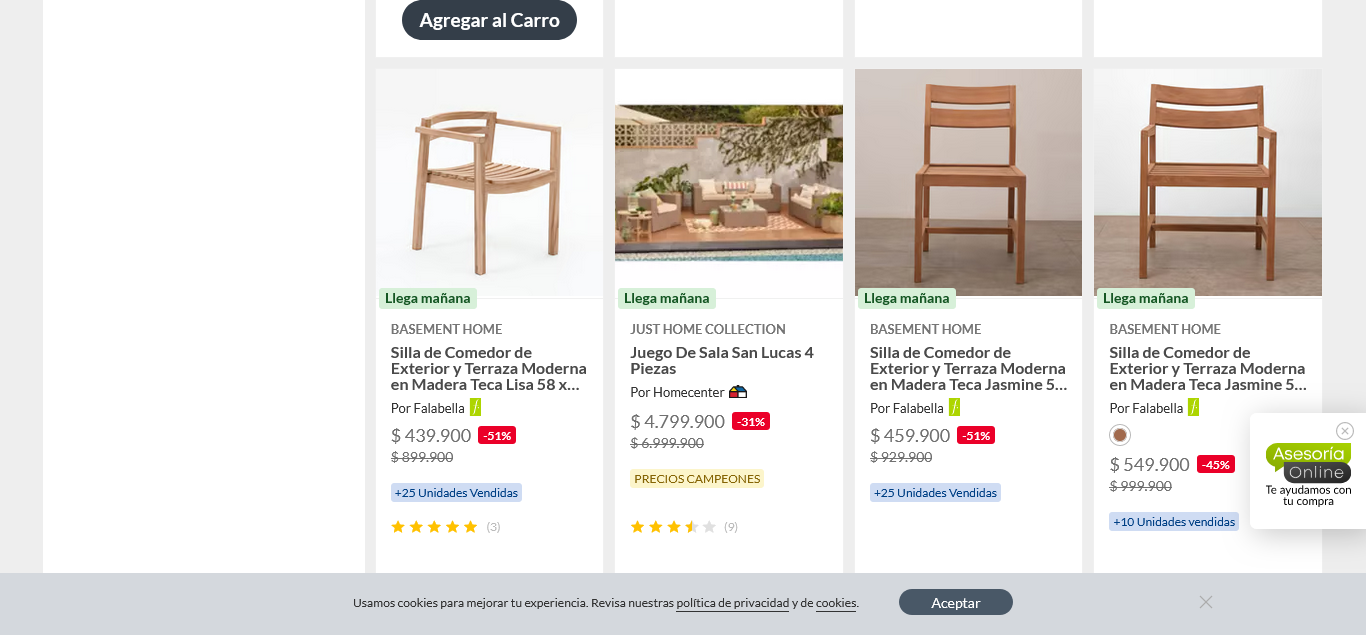 Agregar al Carro
Llega mañana
BASEMENT HOME
Silla de Comedor de
Exterior y Terraza Moderna
en Madera Teca Lisa 58 x...
Por Falabella
$ 439.900 -51%
$ 899.900
+25 Unidades Vendidas
(3)
Llega mañana
JUST HOME COLLECTION
Juego De Sala San Lucas 4
Piezas
Por Homecenter
$ 4.799.900 -31%
$ 6.999.900
PRECIOS CAMPEONES
(9)
Llega mañana
BASEMENT HOME
Silla de Comedor de
Exterior y Terraza Moderna
en Madera Teca Jasmine 5...
Por Falabella
$ 459.900 -51%
$ 929.900
+25 Unidades Vendidas
Llega mañana
BASEMENT HOME
Silla de Comedor de
Exterior y Terraza Moderna
en Madera Teca Jasmine 5...
Por Falabella
$ 549.900 -45%
$ 999.900
+10 Unidades vendidas
Asesoría
Online
Te ayudamos con
tu compra
Usamos cookies para mejorar tu experiencia. Revisa nuestras política de privacidad y de cookies.
Aceptar